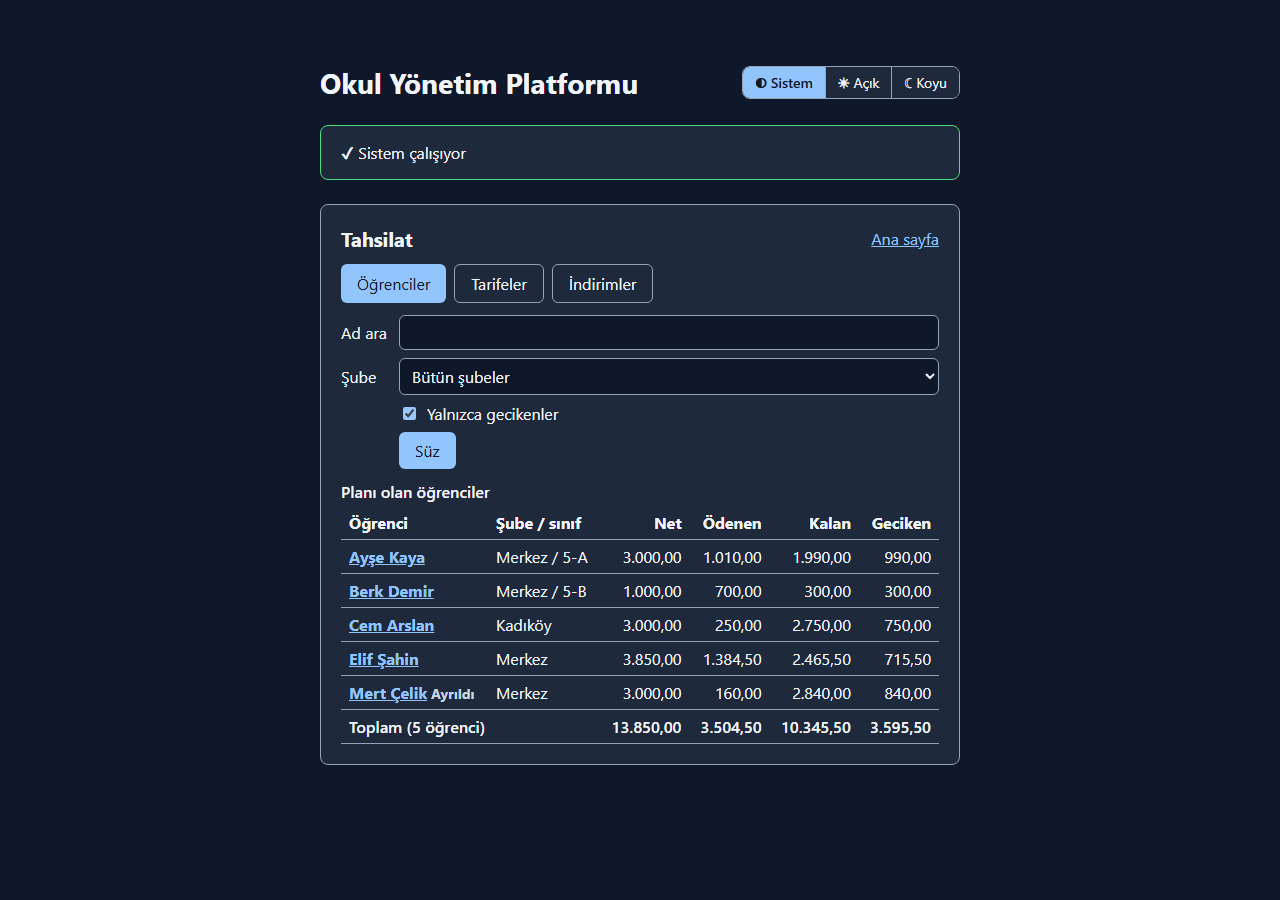 Okul Yönetim Platformu
◐ Sistem ☀ Açık ☾ Koyu
✓ Sistem çalışıyor
Tahsilat Ana sayfa
Öğrenciler Tarifeler İndirimler
Ad ara
Şube Bütün şubeler
Yalnızca gecikenler
Süz
Planı olan öğrenciler
Öğrenci Şube / sınıf Net Ödenen Kalan Geciken
Ayşe Kaya Merkez / 5-A 3.000,00 1.010,00 1.990,00 990,00
Berk Demir Merkez / 5-B 1.000,00 700,00 300,00 300,00
Cem Arslan Kadıköy 3.000,00 250,00 2.750,00 750,00
Elif Şahin Merkez 3.850,00 1.384,50 2.465,50 715,50
Mert Çelik Ayrıldı Merkez 3.000,00 160,00 2.840,00 840,00
Toplam (5 öğrenci) 13.850,00 3.504,50 10.345,50 3.595,50